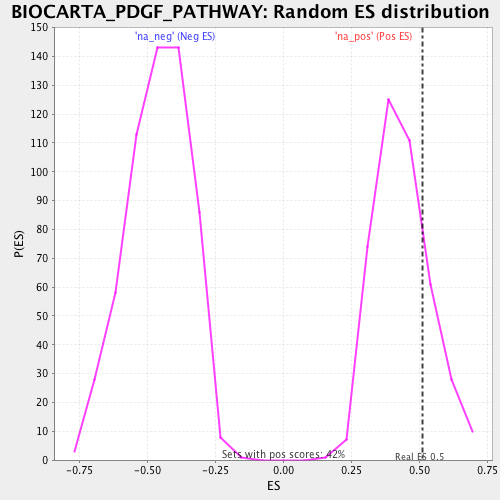 BIOCARTA_PDGF_PATHWAY: Random ES distribution
'na_neg' (Neg ES) 'na_pos' (Pos ES)
150
140
130
120
110
100
90
80
70
60
50
40
30
20
10
0
P(ES)
Sets with pos scores: 42%
Real ES 0.5
-0.75 -0.50 -0.25 0.00 0.25 0.50 0.75
ES